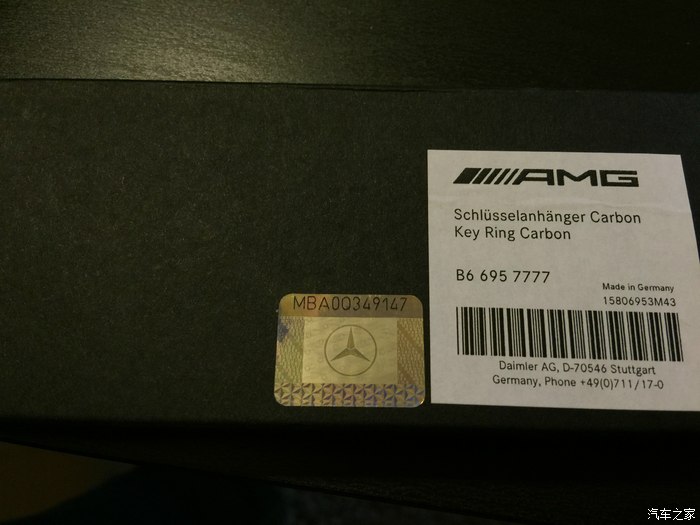 AMG
Schlüsselanhänger Carbon
Key Ring Carbon
B6 695 7777
Made in Germany
15806953M43
Daimler AG, D-70546 Stuttgart
Germany, Phone +49(0)711/17-0
MBA00349147
汽车之家